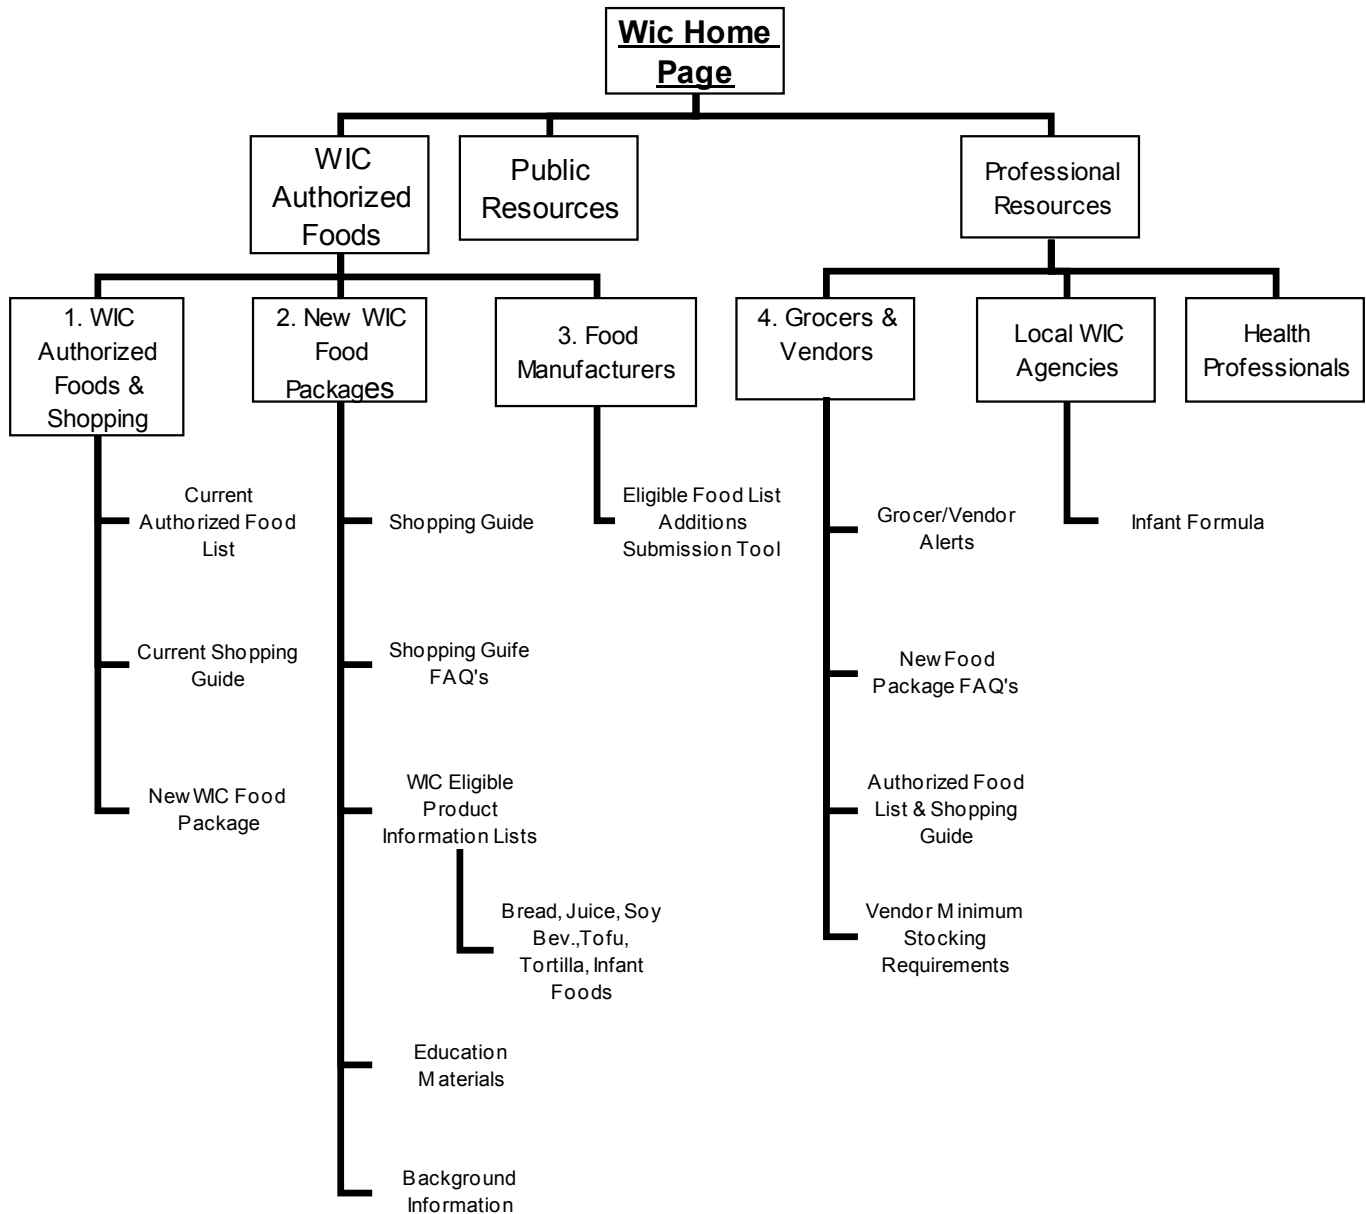 Wic Home
Page
WIC
Authorized
Foods
Public
Resources
Professional
Resources
1. WIC
Authorized
Foods &
Shopping
2. New WIC
Food
Packages
3. Food
Manufacturers
4. Grocers &
Vendors
Local WIC
Agencies
Health
Professionals
Current
Authorized Food
List
Shopping Guide
Eligible Food List
Additions
Submission Tool
Grocer/Vendor
Alerts
Infant Formula
Current Shopping
Guide
Shopping Guife
FAQ's
New Food
Package FAQ's
New WIC Food
Package
WIC Eligible
Product
Information Lists
Authorized Food
List & Shopping
Guide
Bread, Juice, Soy
Bev.,Tofu,
Tortilla, Infant
Foods
Vendor Minimum
Stocking
Requirements
Education
Materials
Background
Information